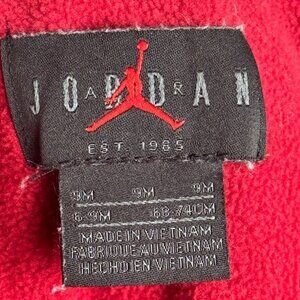 JORDAN
AIR
EST. 1985
9M 9M 9M
6-9M 68-74CM
MADE IN VIETNAM
FABRIQUE AU VIETNAM
HECHO EN VIETNAM